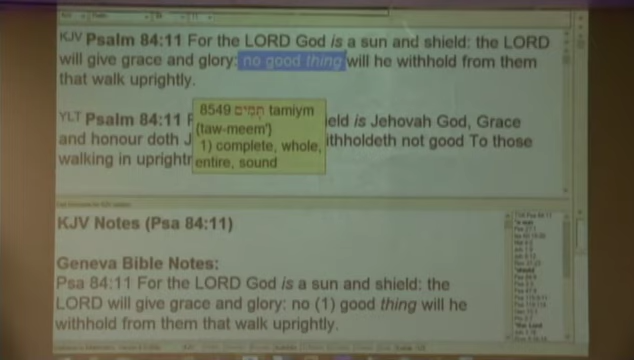 KJV Psalm 84:11 For the LORD God is a sun and shield: the LORD
will give grace and glory: no good thing will he withhold from them
that walk uprightly.
YLT Psalm 84:11 F eld is Jehovah God, Grace
and honour doth J ithholdeth not good To those
walking in uprightn
8549 תָּמִים tamiym
(taw-meem')
1) complete, whole,
entire, sound
KJV Notes (Psa 84:11)
Geneva Bible Notes:
Psa 84:11 For the LORD God is a sun and shield: the
LORD will give grace and glory: no (1) good thing will he
withhold from them that walk uprightly.